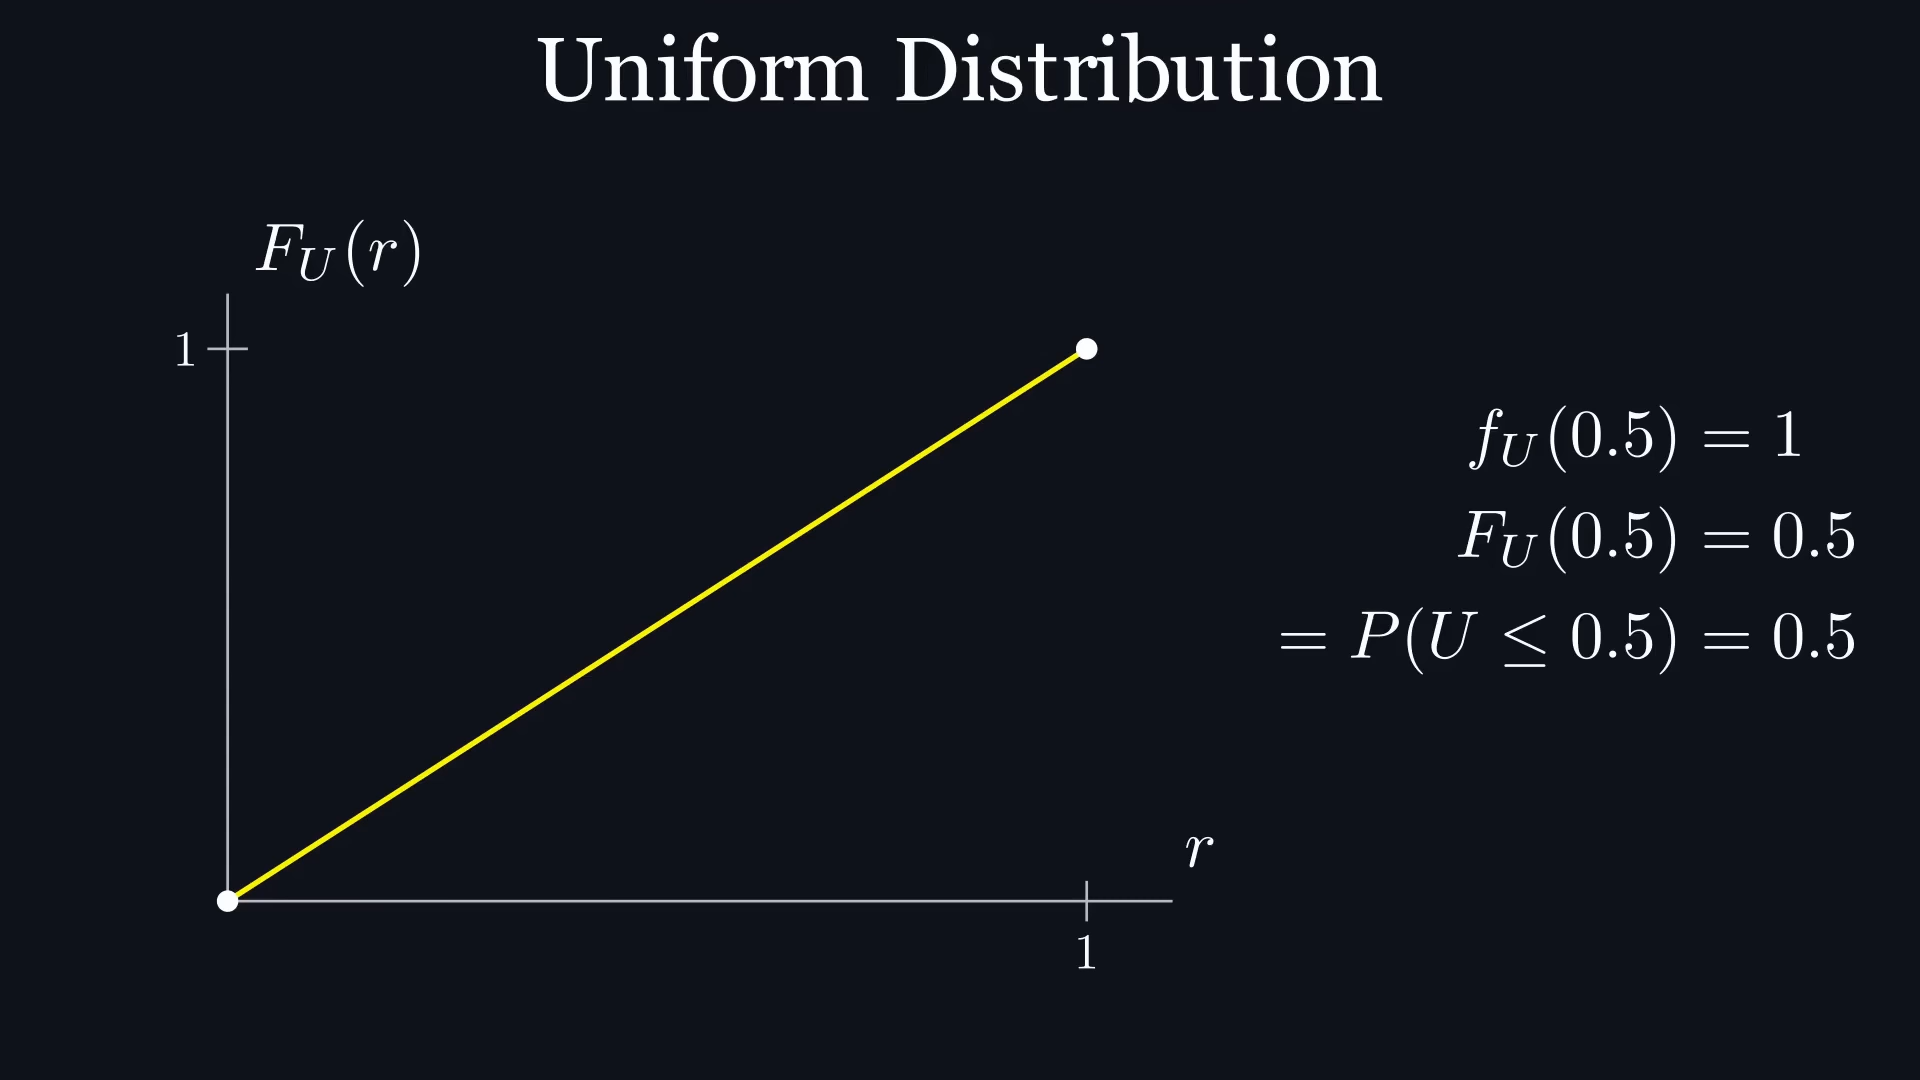 Uniform Distribution
F_U(r)
1
f_U(0.5) = 1
F_U(0.5) = 0.5
= P(U ≤ 0.5) = 0.5
r
1